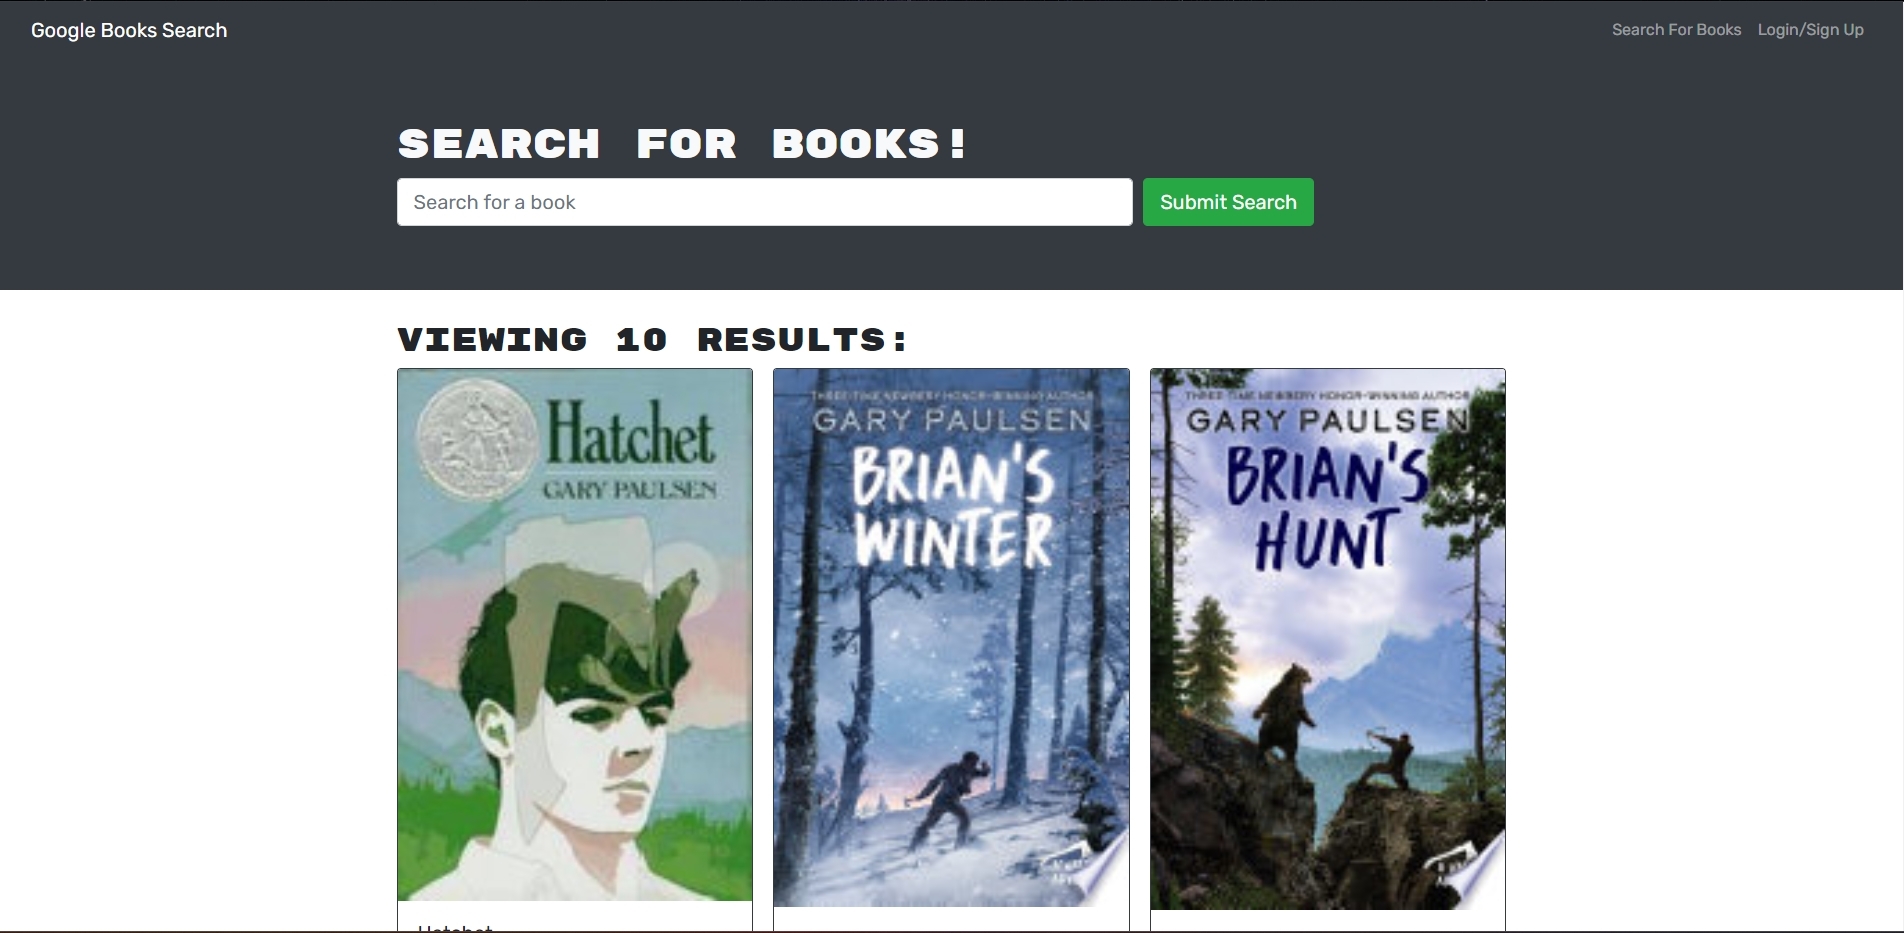 Google Books Search
Search For Books
Login/Sign Up
SEARCH FOR BOOKS!
Search for a book
Submit Search
VIEWING 10 RESULTS:
Hatchet
GARY PAULSEN
THREE-TIME NEWBERY HONOR-WINNING AUTHOR
GARY PAULSEN
BRIAN'S
WINTER
THREE-TIME NEWBERY HONOR-WINNING AUTHOR
GARY PAULSEN
BRIAN'S
HUNT
Hatchet